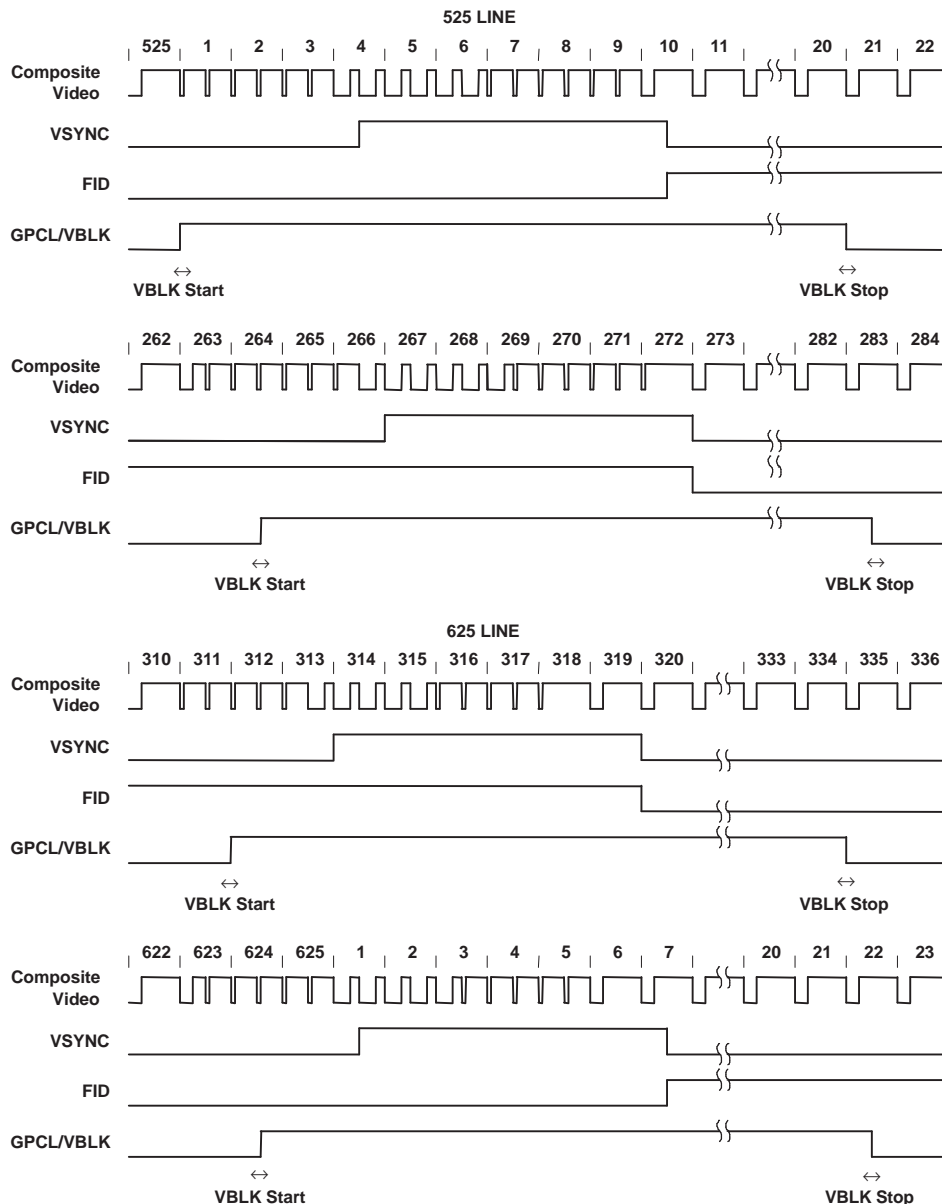 525 LINE
525 1 2 3 4 5 6 7 8 9 10 11 20 21 22
Composite
Video
VSYNC
FID
GPCL/VBLK
VBLK Start VBLK Stop
262 263 264 265 266 267 268 269 270 271 272 273 282 283 284
Composite
Video
VSYNC
FID
GPCL/VBLK
VBLK Start VBLK Stop
625 LINE
310 311 312 313 314 315 316 317 318 319 320 333 334 335 336
Composite
Video
VSYNC
FID
GPCL/VBLK
VBLK Start VBLK Stop
622 623 624 625 1 2 3 4 5 6 7 20 21 22 23
Composite
Video
VSYNC
FID
GPCL/VBLK
VBLK Start VBLK Stop